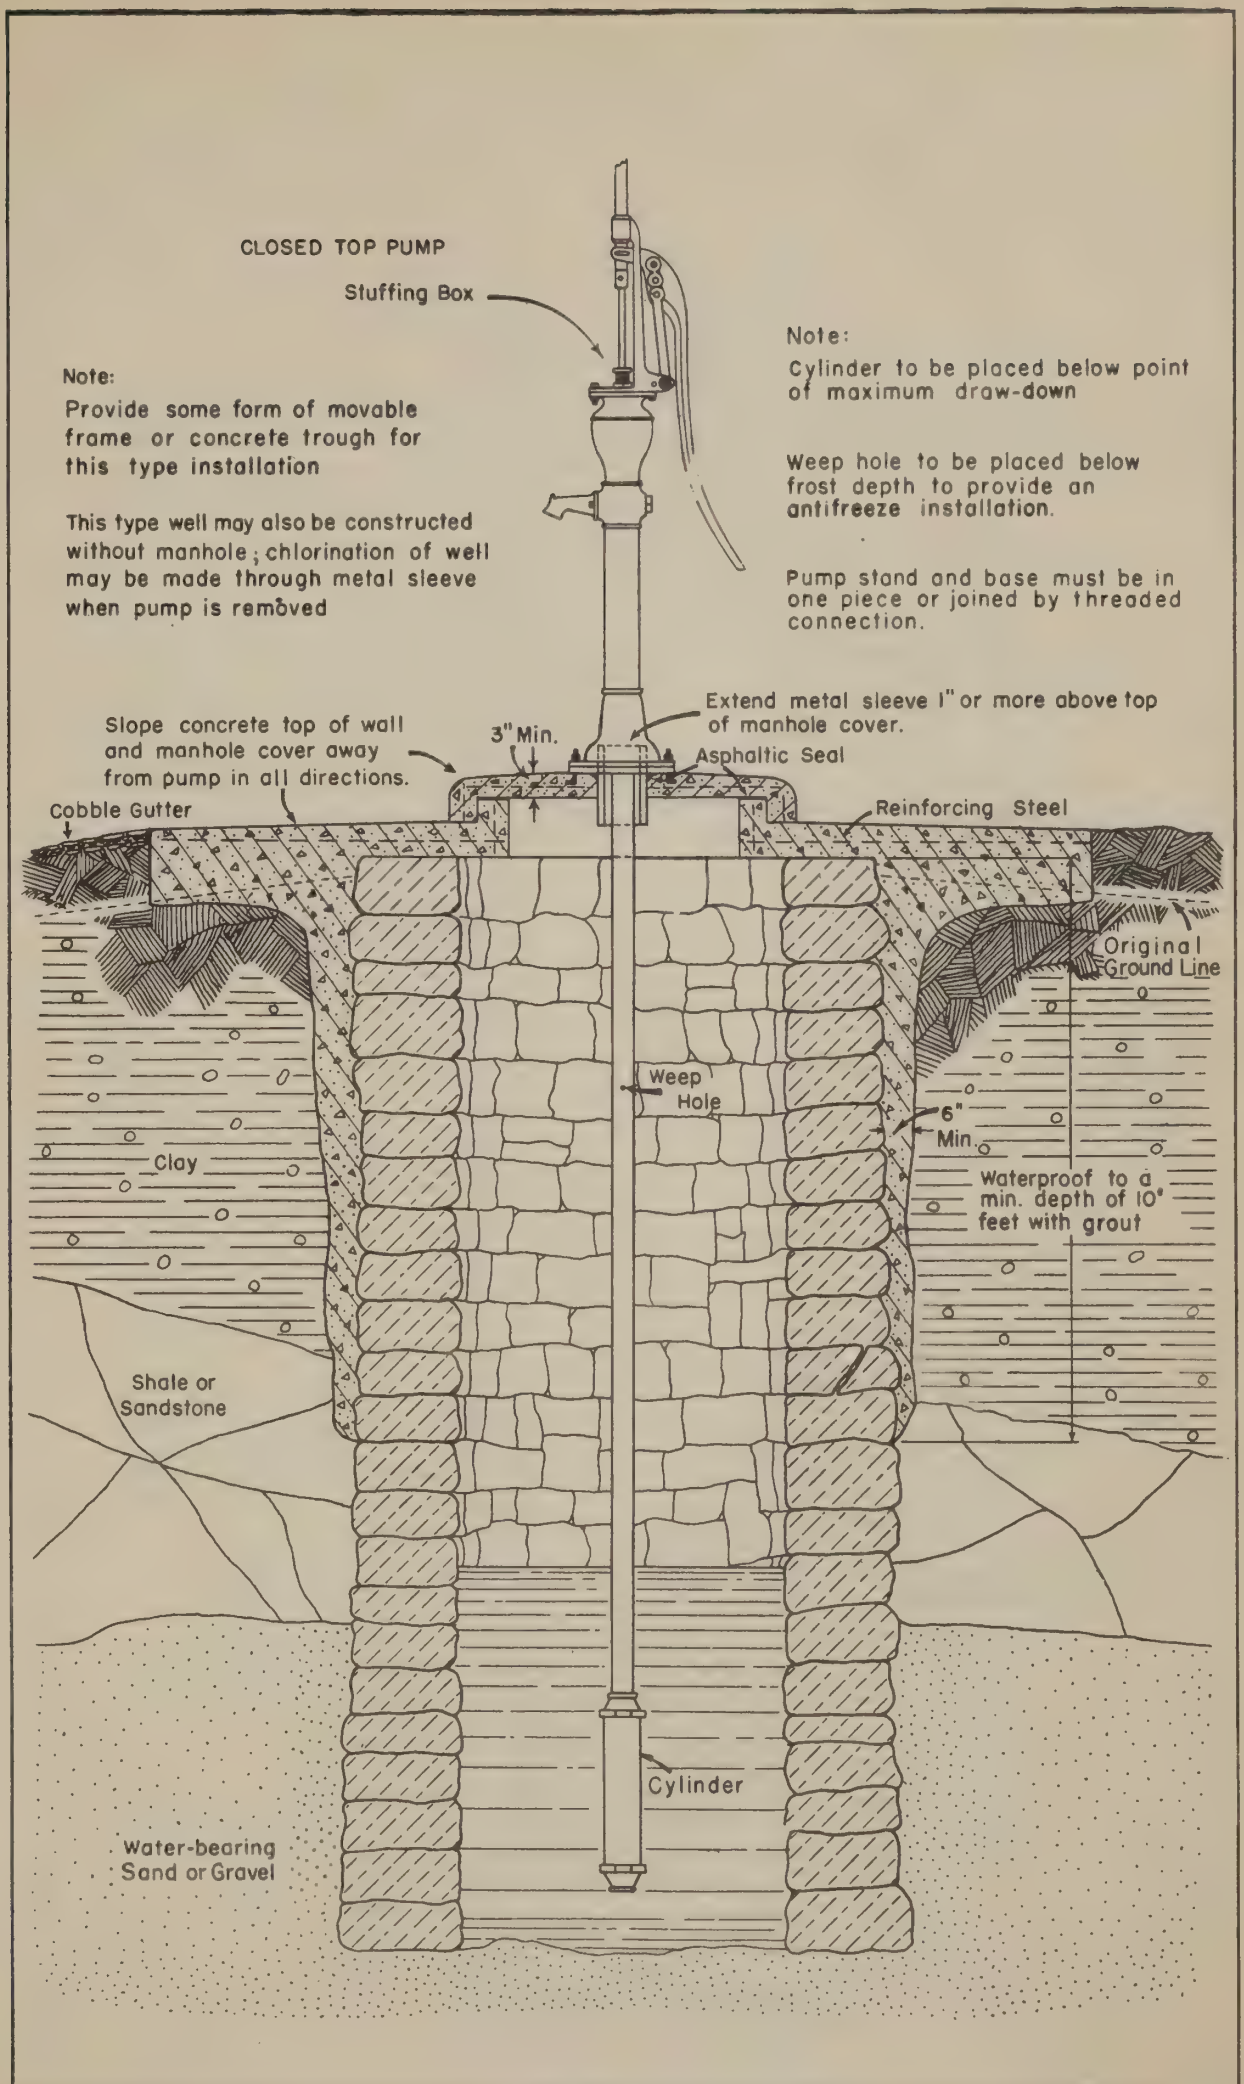 CLOSED TOP PUMP
Stuffing Box
Note:
Provide some form of movable
frame or concrete trough for
this type installation
This type well may also be constructed
without manhole; chlorination of well
may be made through metal sleeve
when pump is removed
Note:
Cylinder to be placed below point
of maximum draw-down
Weep hole to be placed below
frost depth to provide an
antifreeze installation.
Pump stand and base must be in
one piece or joined by threaded
connection.
Extend metal sleeve 1" or more above top
of manhole cover.
Slope concrete top of wall
and manhole cover away
from pump in all directions.
3" Min.
Asphaltic Seal
Cobble Gutter
Reinforcing Steel
Original
Ground Line
Weep
Hole
6"
Min.
Clay
Waterproof to a
min. depth of 10'
feet with grout
Shale or
Sandstone
Cylinder
Water-bearing
Sand or Gravel